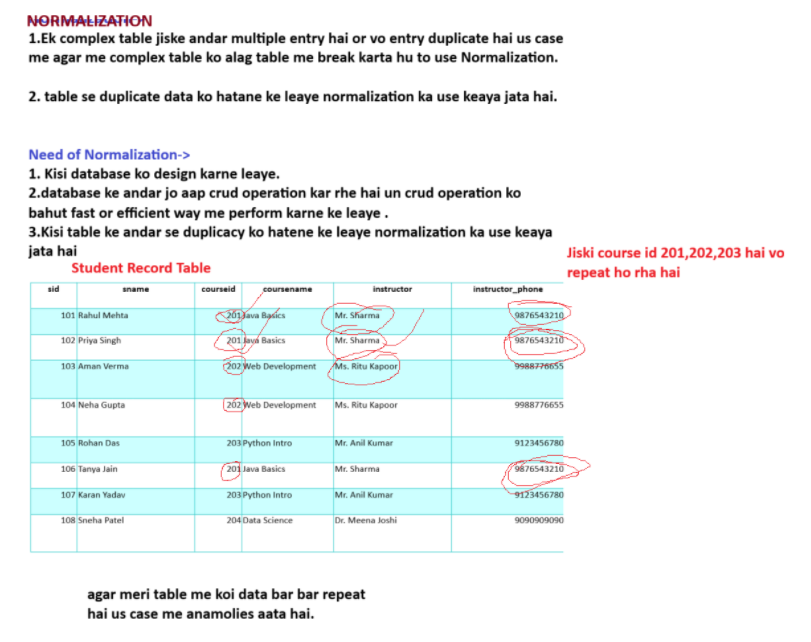 NORMALIZATION
1.Ek complex table jiske andar multiple entry hai or vo entry duplicate hai us case
me agar me complex table ko alag table me break karta hu to use Normalization.
2. table se duplicate data ko hatane ke leaye normalization ka use keaya jata hai.
Need of Normalization->
1. Kisi database ko design karne leaye.
2.database ke andar jo aap crud operation kar rhe hai un crud operation ko
bahut fast or efficient way me perform karne ke leaye .
3.Kisi table ke andar se duplicacy ko hatene ke leaye normalization ka use keaya
jata hai
Jiski course id 201,202,203 hai vo
repeat ho rha hai
Student Record Table
sid sname courseid coursename instructor instructor_phone
101 Rahul Mehta 201 Java Basics Mr. Sharma 9876543210
102 Priya Singh 201 Java Basics Mr. Sharma 9876543210
103 Aman Verma 202 Web Development Ms. Ritu Kapoor 9988776655
104 Neha Gupta 202 Web Development Ms. Ritu Kapoor 9988776655
105 Rohan Das 203 Python Intro Mr. Anil Kumar 9123456780
106 Tanya Jain 201 Java Basics Mr. Sharma 9876543210
107 Karan Yadav 203 Python Intro Mr. Anil Kumar 9123456780
108 Sneha Patel 204 Data Science Dr. Meena Joshi 9090909090
agar meri table me koi data bar bar repeat
hai us case me anamolies aata hai.